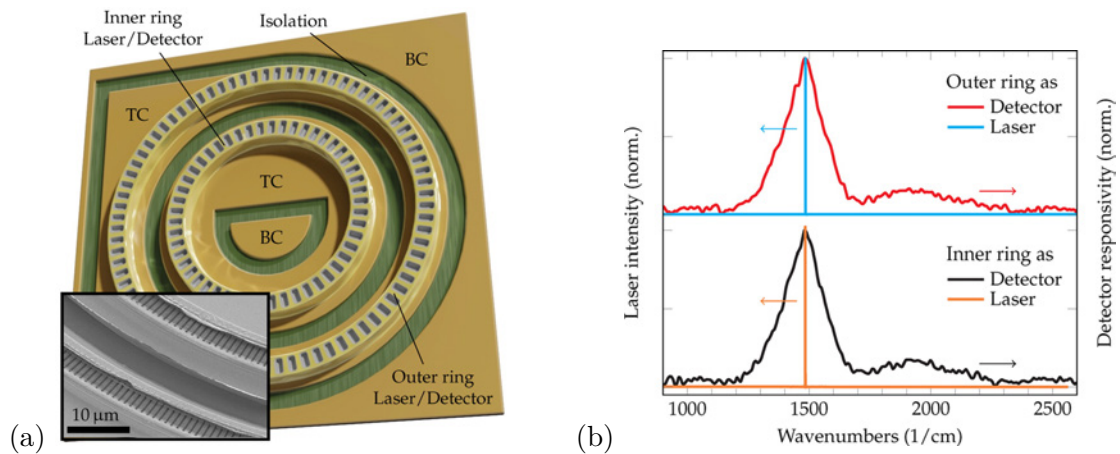 Inner ring
Laser/Detector
Isolation
BC
TC
TC
BC
Outer ring
Laser/Detector
10 µm
(a)
Laser intensity (norm.)
Outer ring as
Detector
Laser
Inner ring as
Detector
Laser
Detector responsivity (norm.)
1000 1500 2000 2500
Wavenumbers (1/cm)
(b)